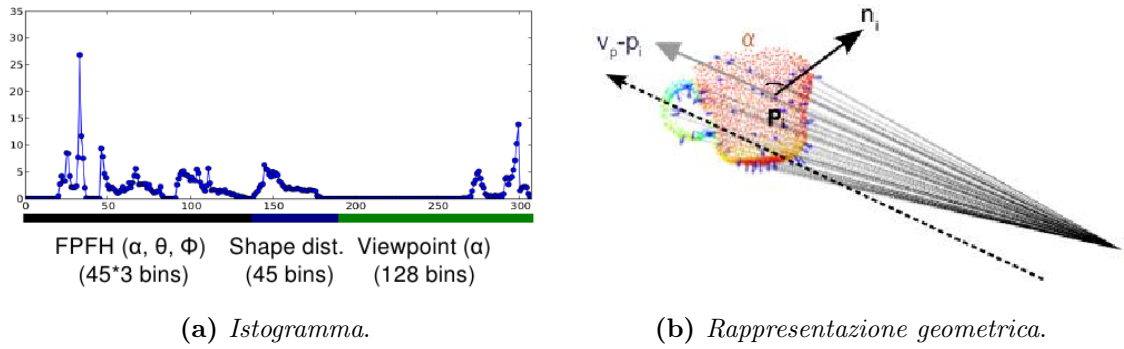 35
30
25
20
15
10
5
0
0 50 100 150 200 250 300
FPFH (α, θ, Φ) Shape dist. Viewpoint (α)
(45*3 bins) (45 bins) (128 bins)
(a) Istogramma.
n_i
v_p-p_i
α
P_i
(b) Rappresentazione geometrica.